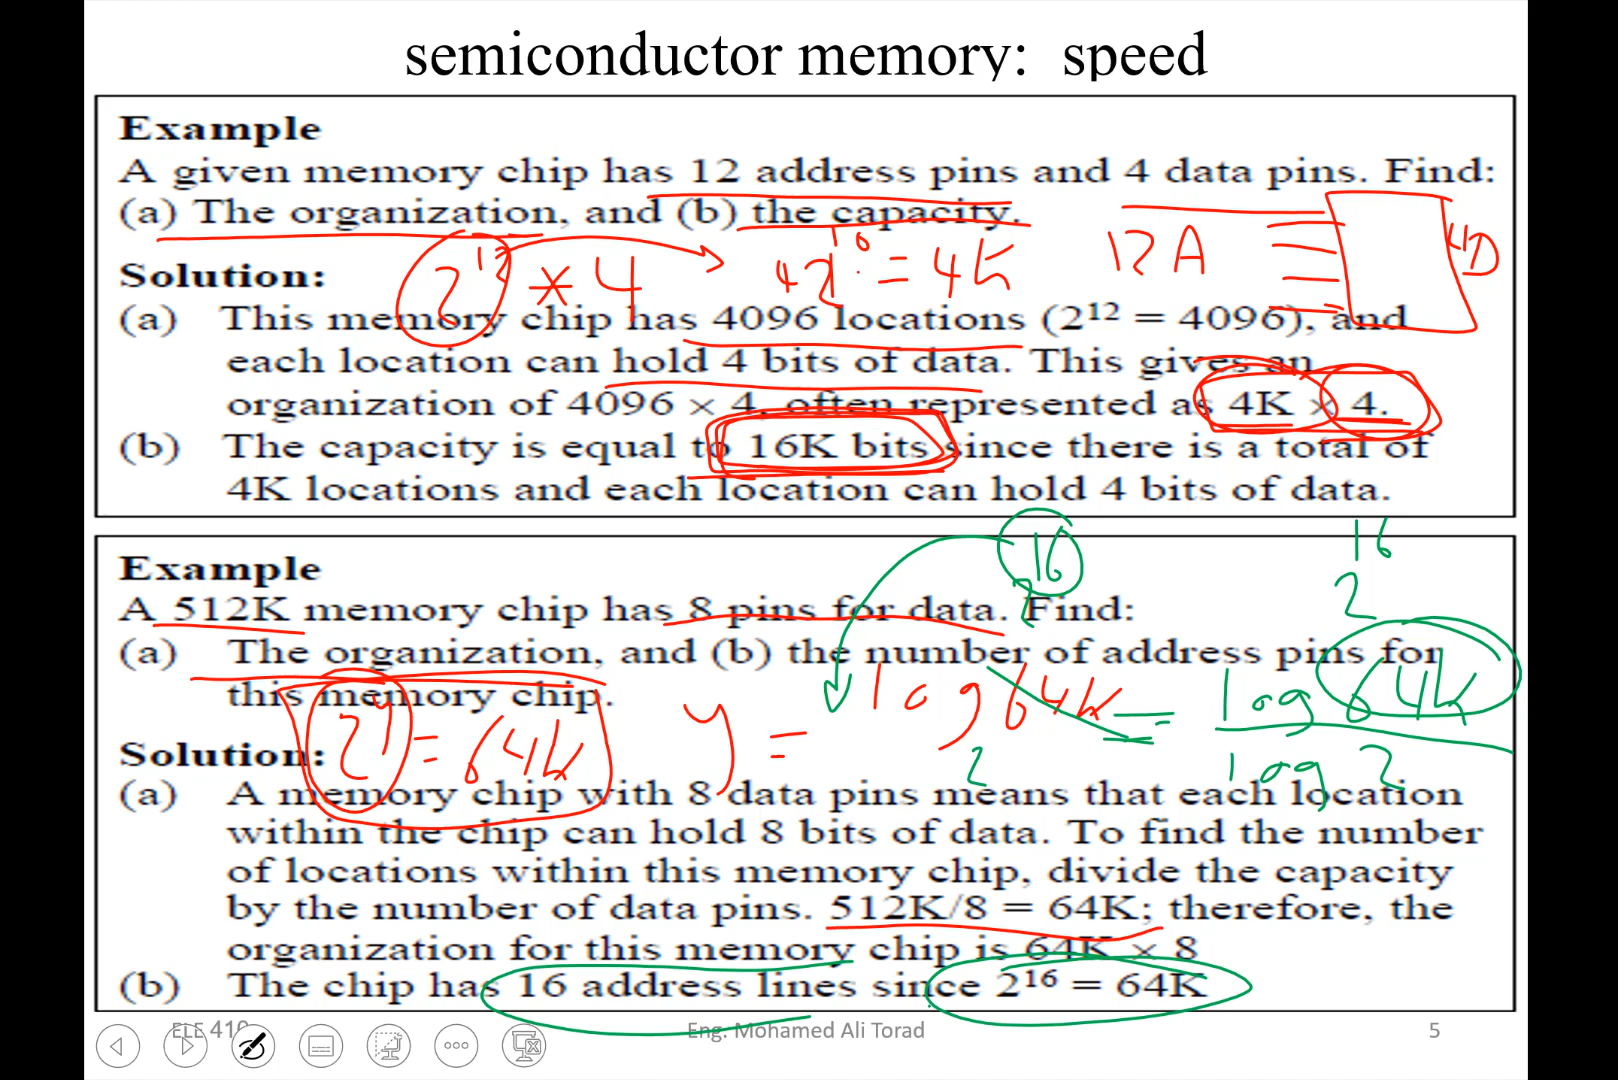 semiconductor memory: speed
Example
A given memory chip has 12 address pins and 4 data pins. Find:
(a) The organization, and (b) the capacity.
2¹² * 4 → 4 2¹⁰ = 4K 12 A 4D
Solution:
(a) This memory chip has 4096 locations (2¹² = 4096), and
each location can hold 4 bits of data. This gives an
organization of 4096 × 4, often represented as 4K × 4.
(b) The capacity is equal to 16K bits since there is a total of
4K locations and each location can hold 4 bits of data.
2¹⁶ 2¹⁶
Example
A 512K memory chip has 8 pins for data. Find:
(a) The organization, and (b) the number of address pins for
this memory chip.
2ʸ = 64K y = log₂ 64K = log 64K / log 2
Solution:
(a) A memory chip with 8 data pins means that each location
within the chip can hold 8 bits of data. To find the number
of locations within this memory chip, divide the capacity
by the number of data pins. 512K/8 = 64K; therefore, the
organization for this memory chip is 64K × 8
(b) The chip has 16 address lines since 2¹⁶ = 64K
ELE 410 Eng. Mohamed Ali Torad 5